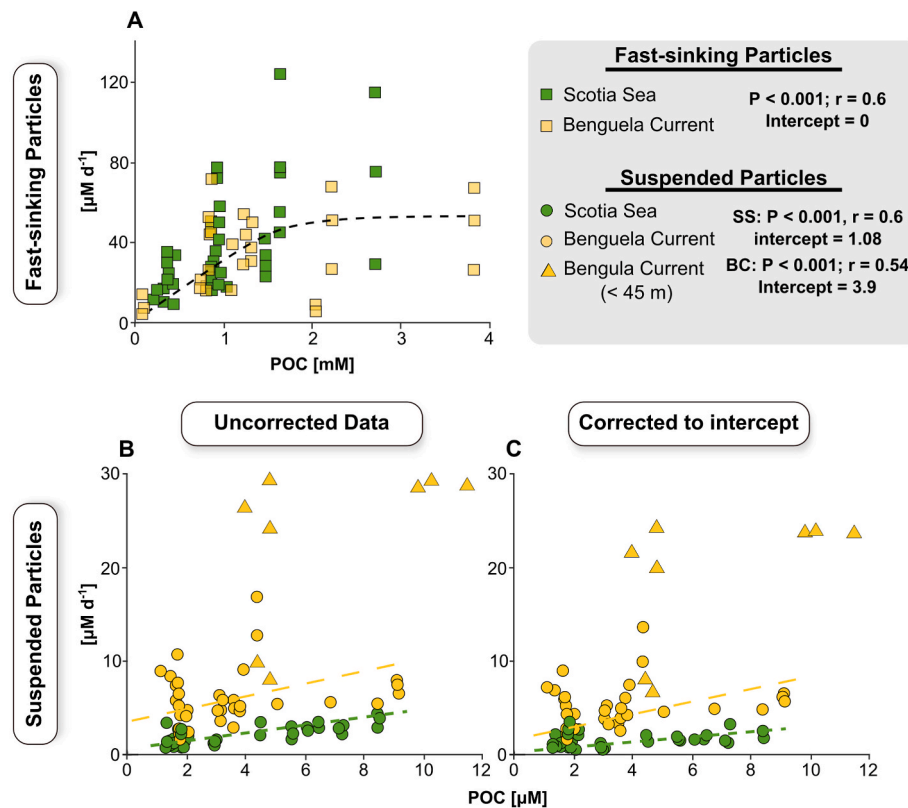 A
Fast-sinking Particles
[µM d-1]
120
80
40
0
0 1 2 3 4
POC [mM]
Fast-sinking Particles
Scotia Sea
Benguela Current
P < 0.001; r = 0.6
Intercept = 0
Suspended Particles
Scotia Sea
Benguela Current
Bengula Current
(< 45 m)
SS: P < 0.001, r = 0.6
intercept = 1.08
BC: P < 0.001; r = 0.54
Intercept = 3.9
Uncorrected Data
Corrected to intercept
B
C
Suspended Particles
[µM d-1]
30
20
10
0
0 2 4 6 8 10 12
30
20
10
0
0 2 4 6 8 10 12
POC [µM]